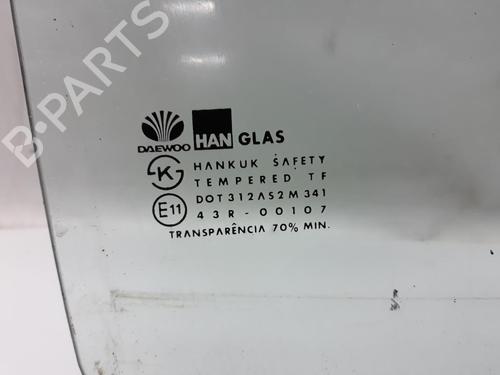 DAEWOO HAN GLAS
K S HANKUK SAFETY
TEMPERED TF
E11 DOT312AS2M341
43R-00107
TRANSPARÊNCIA 70% MIN.
B-PARTS